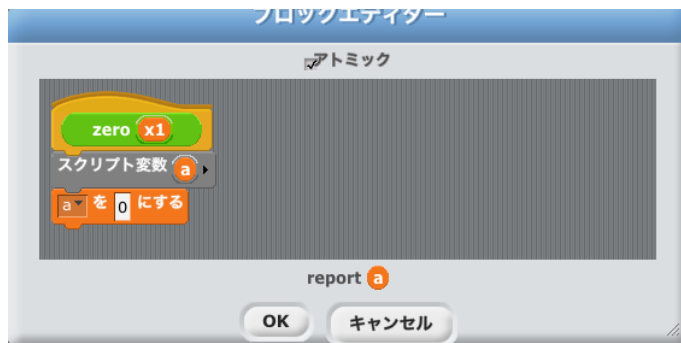 ブロックエディター
アトミック
zero x1
スクリプト変数 a
a を 0 にする
report a
OK キャンセル